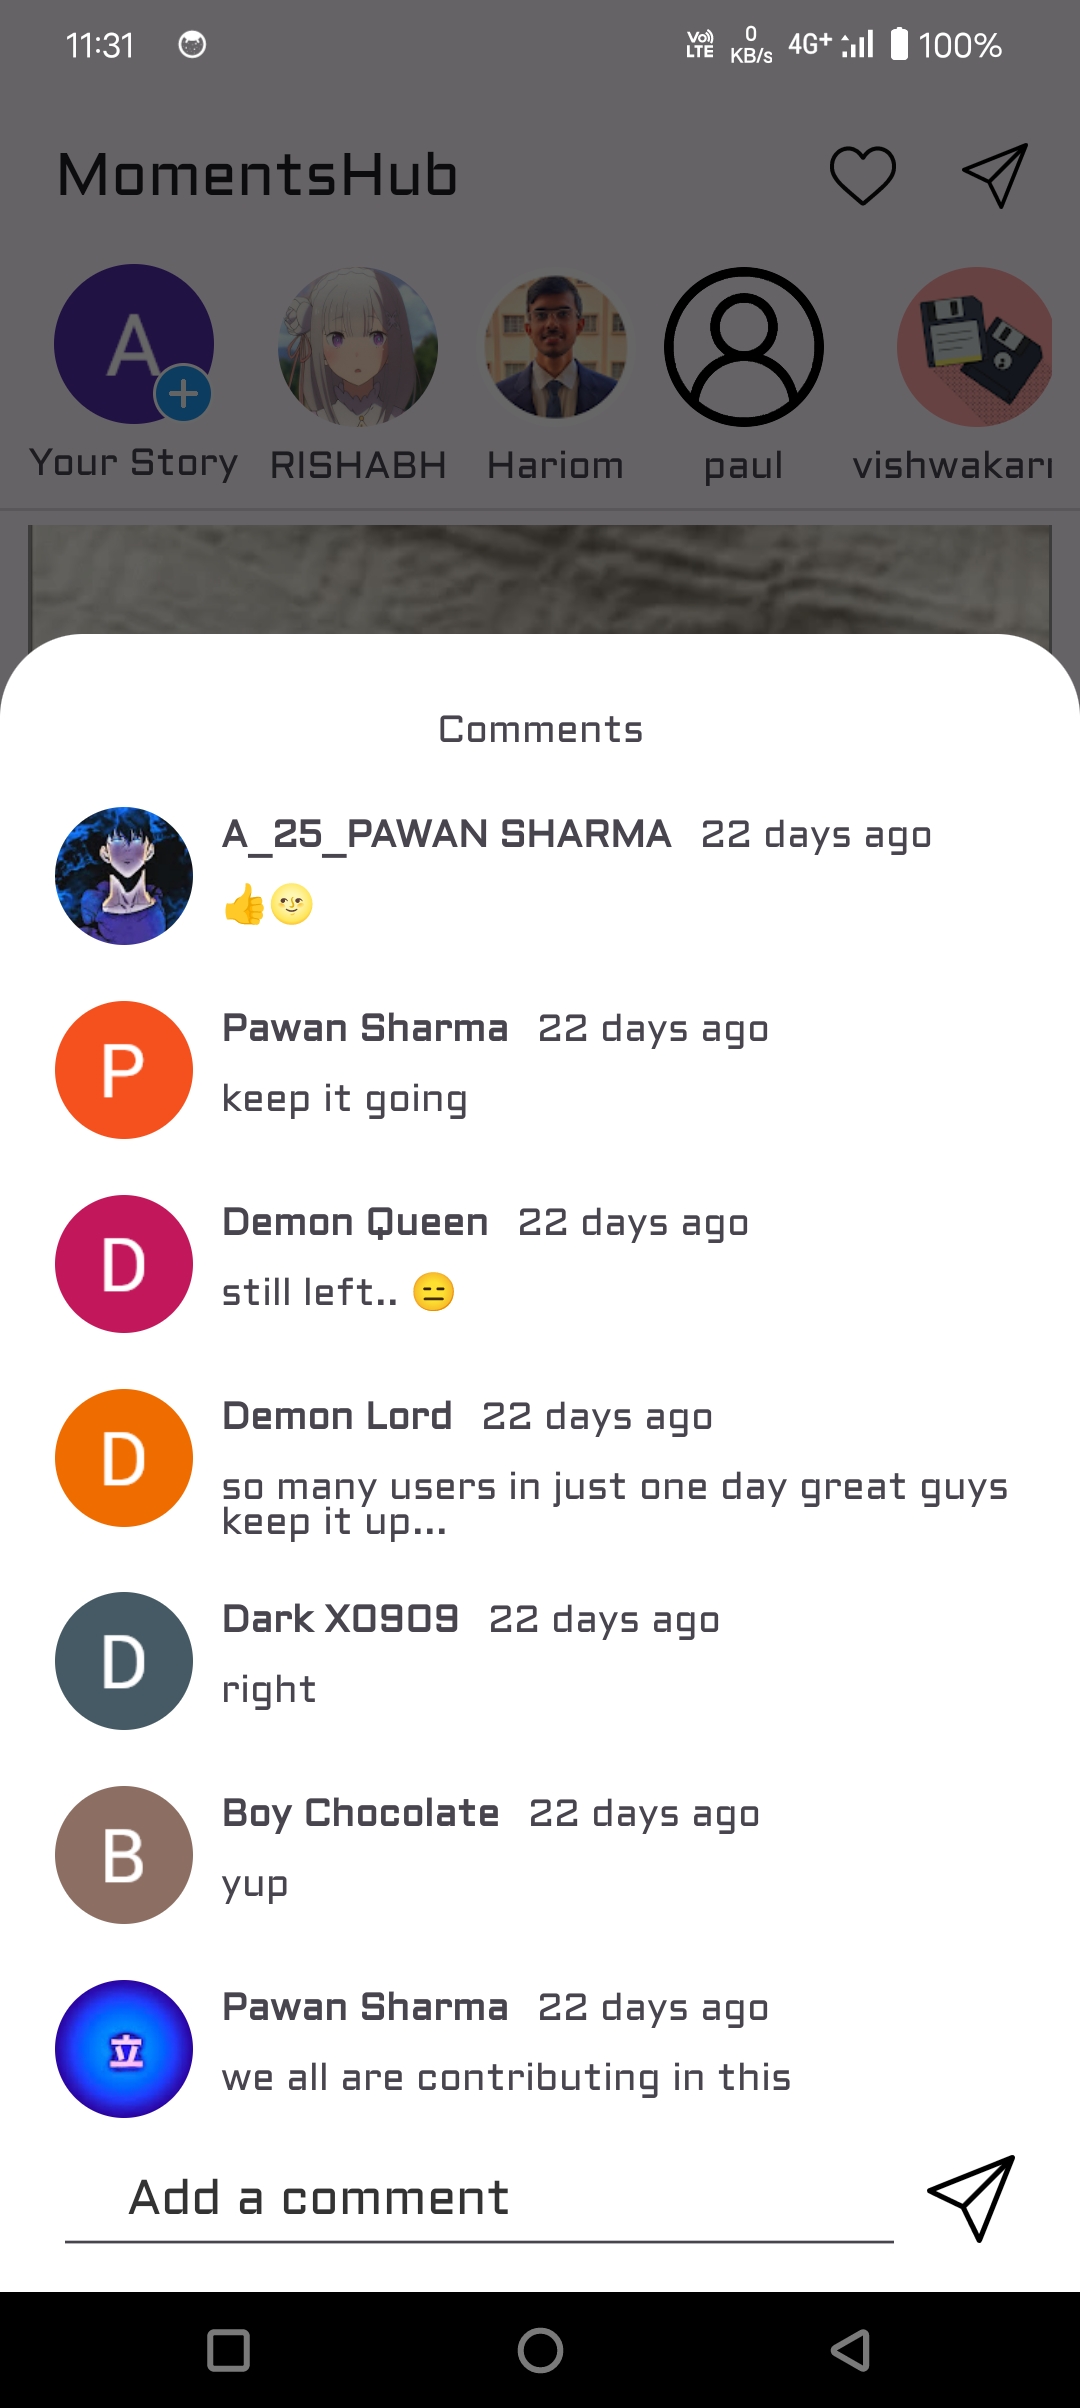 11:31
Vo)) LTE
0 KB/s
4G+
100%
MomentsHub
A
Your Story
RISHABH
Hariom
paul
vishwakarı
Comments
A_25_PAWAN SHARMA 22 days ago
👍🌝
P
Pawan Sharma 22 days ago
keep it going
D
Demon Queen 22 days ago
still left.. 😑
D
Demon Lord 22 days ago
so many users in just one day great guys
keep it up...
D
Dark X0909 22 days ago
right
B
Boy Chocolate 22 days ago
yup
立
Pawan Sharma 22 days ago
we all are contributing in this
Add a comment